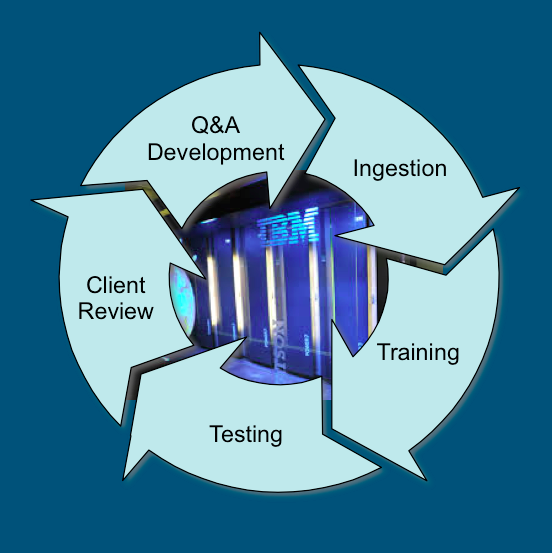 Q&A
Development
Ingestion
IBM
Client
Review
Training
Testing